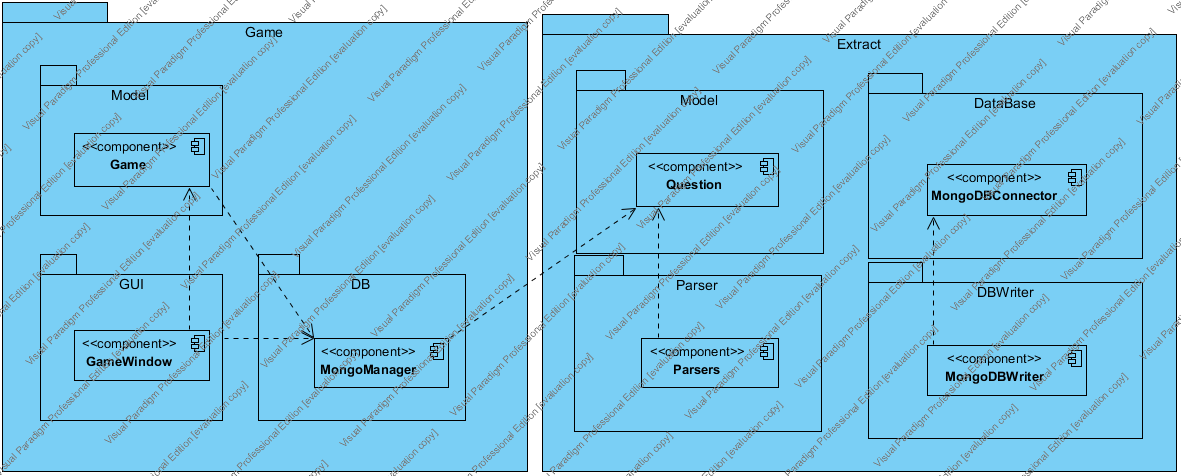 Game
Model
<<component>>
Game
GUI
<<component>>
GameWindow
DB
<<component>>
MongoManager
Extract
Model
<<component>>
Question
DataBase
<<component>>
MongoDBConnector
Parser
<<component>>
Parsers
DBWriter
<<component>>
MongoDBWriter
Visual Paradigm Professional Edition [evaluation copy]